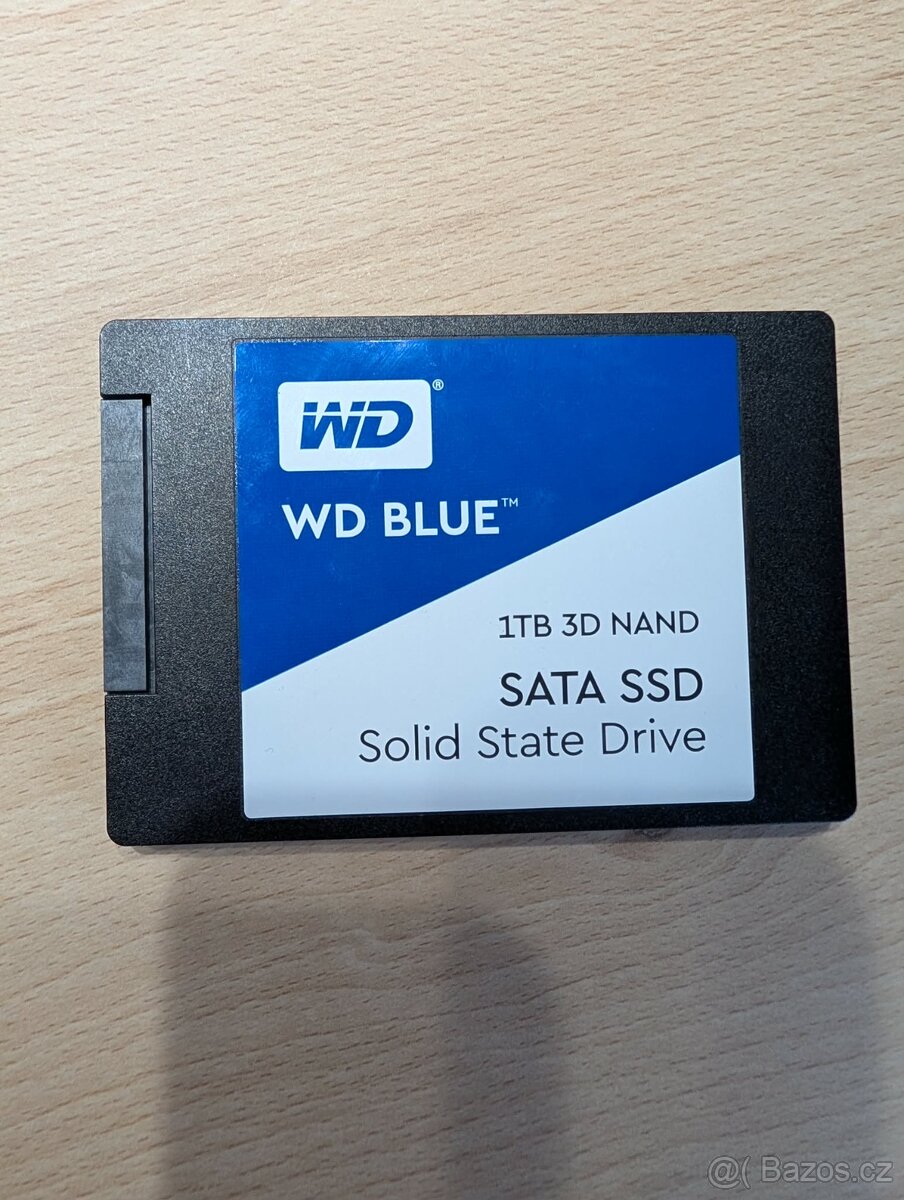 WD®
WD BLUE™
1TB 3D NAND
SATA SSD
Solid State Drive
@( Bazos.cz